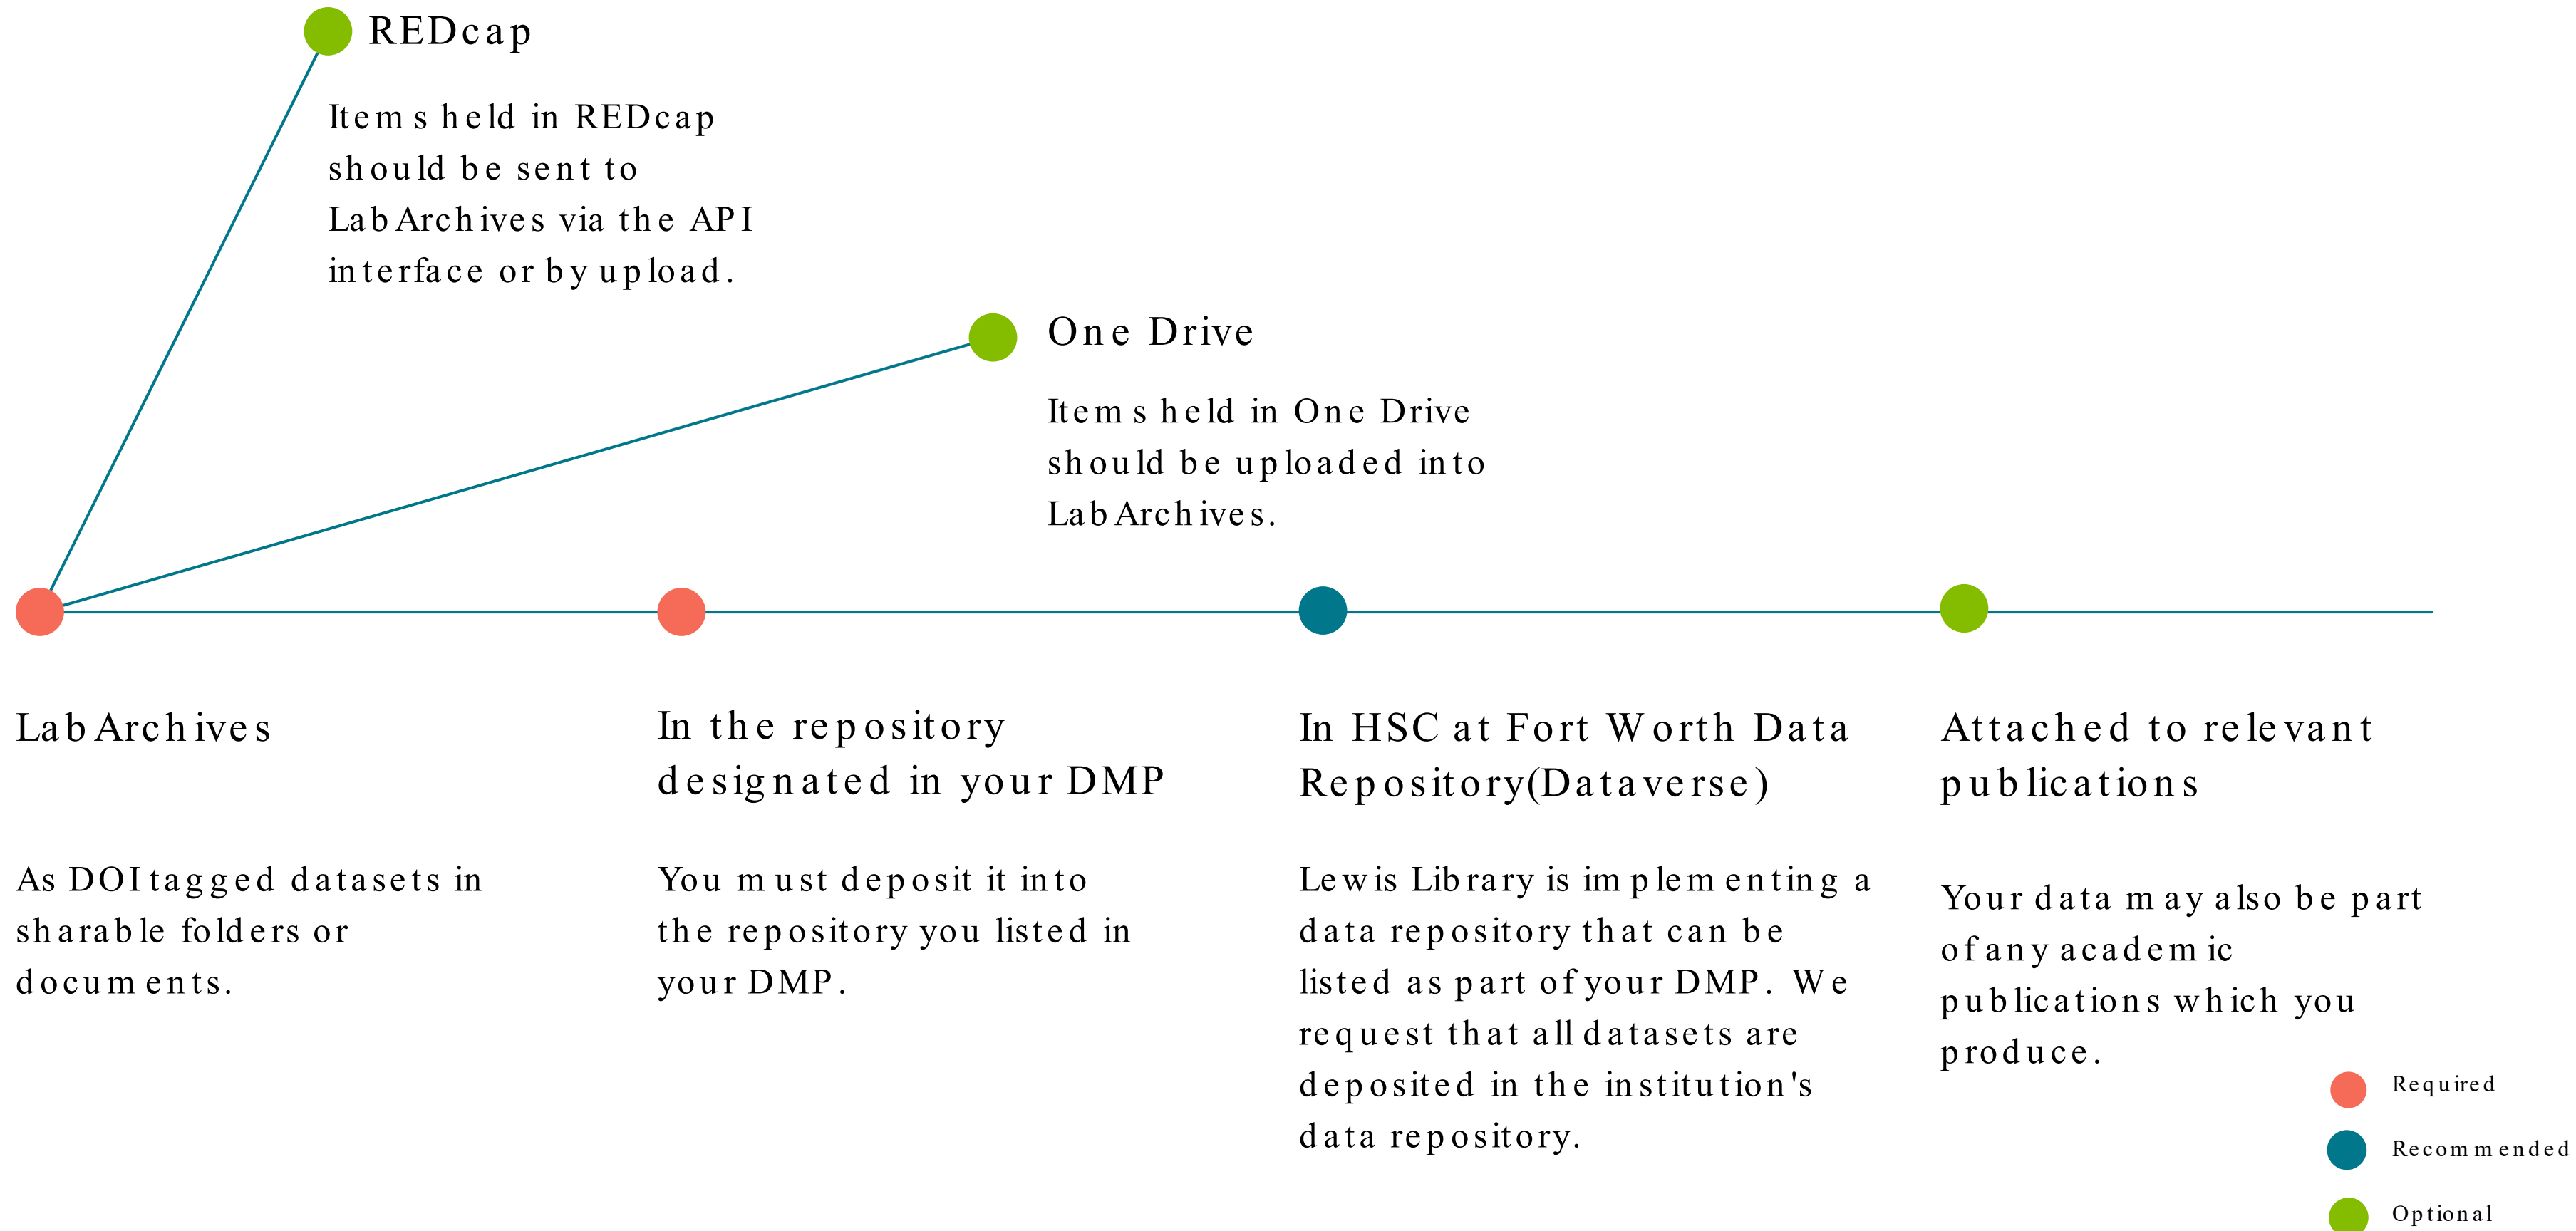 REDcap
Items held in REDcap
should be sent to
LabArchives via the API
interface or by upload.
One Drive
Items held in One Drive
should be uploaded into
LabArchives.
LabArchives
As DOI tagged datasets in
sharable folders or
documents.
In the repository
designated in your DMP
You must deposit it into
the repository you listed in
your DMP.
In HSC at Fort Worth Data
Repository(Dataverse)
Lewis Library is implementing a
data repository that can be
listed as part of your DMP. We
request that all datasets are
deposited in the institution's
data repository.
Attached to relevant
publications
Your data may also be part
of any academic
publications which you
produce.
Required
Recommended
Optional